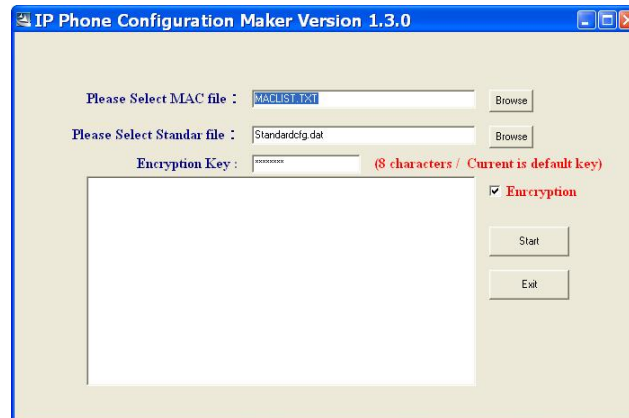 IP Phone Configuration Maker Version 1.3.0
Please Select MAC file : MACLIST.TXT Browse
Please Select Standar file : Standardcfg.dat Browse
Encryption Key : ******** (8 characters / Current is default key)
Enrcryption
Start
Exit